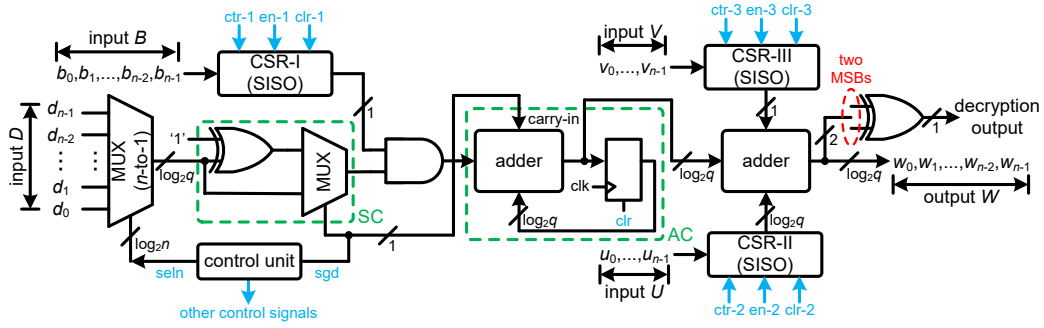 input B
b0, b1,..., bn-2, bn-1
ctr-1 en-1 clr-1
CSR-I
(SISO)
1
input D
dn-1
dn-2
d1
d0
MUX
(n-to-1)
log2q
log2n
'1'
MUX
SC
seln
control unit
sgd
other control signals
1
carry-in
adder
clk
clr
log2q
AC
input V
v0,...,vn-1
ctr-3 en-3 clr-3
CSR-III
(SISO)
1
log2q
adder
log2q
u0,...,un-1
input U
CSR-II
(SISO)
ctr-2 en-2 clr-2
two
MSBs
2
1
decryption
output
log2q
w0, w1,..., wn-2, wn-1
output W